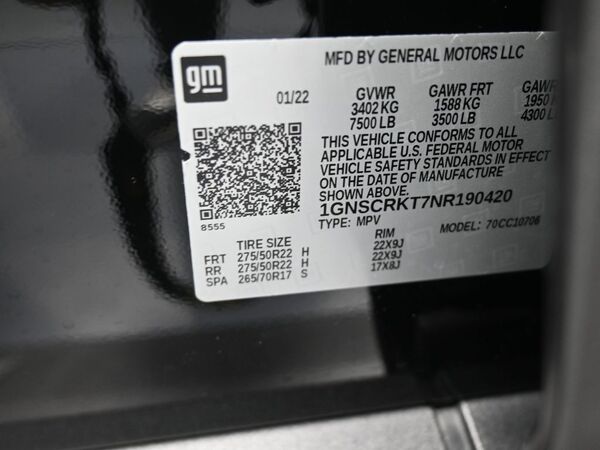 gm
MFD BY GENERAL MOTORS LLC
01/22
GVWR GAWR FRT GAWR
3402 KG 1588 KG 1950 K
7500 LB 3500 LB 4300 LB
THIS VEHICLE CONFORMS TO ALL
APPLICABLE U.S. FEDERAL MOTOR
VEHICLE SAFETY STANDARDS IN EFFECT
ON THE DATE OF MANUFACTURE
SHOWN ABOVE.
1GNSCRKT7NR190420
TYPE: MPV MODEL: 70CC10706
8555
TIRE SIZE RIM
FRT 275/50R22 H 22X9J
RR 275/50R22 H 22X9J
SPA 265/70R17 S 17X8J